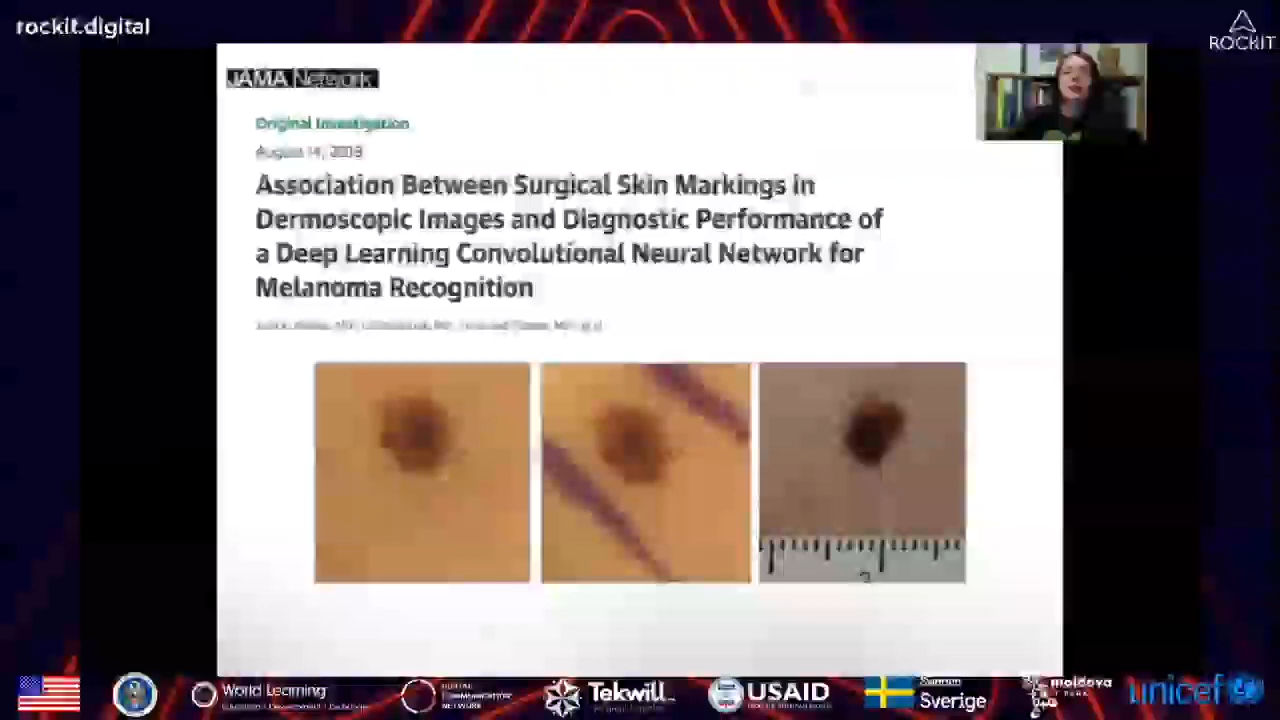 rockit.digital
ROCKIT
JAMA Network
Original Investigation
August 14, 2019
Association Between Surgical Skin Markings in
Dermoscopic Images and Diagnostic Performance of
a Deep Learning Convolutional Neural Network for
Melanoma Recognition
World Learning
NETWORK
Tekwill
USAID
Sverige
moldova
unicef